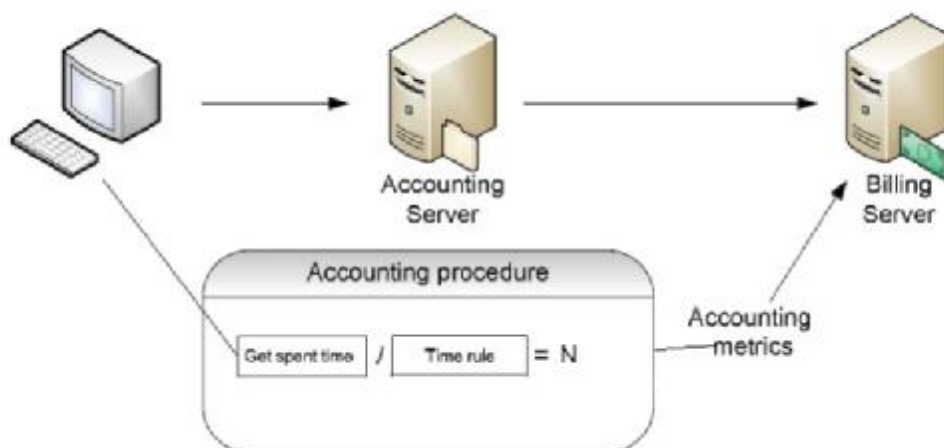 Accounting
Server
Billing
Server
Accounting procedure
Get spent time / Time rule = N
Accounting
metrics